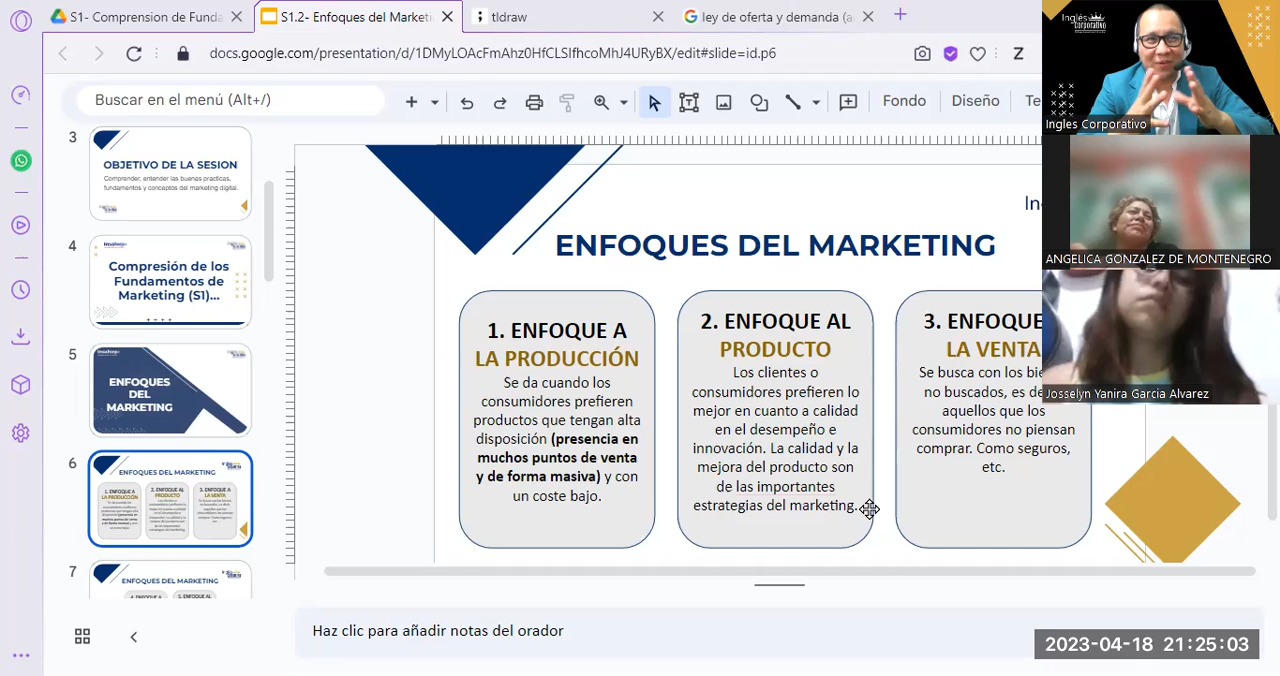 S1- Comprension de Funda
S1.2- Enfoques del Marketi
tldraw
ley de oferta y demanda (a
docs.google.com/presentation/d/1DMyLOAcFmAhz0HfCLSlfhcoMhJ4URyBX/edit#slide=id.p6
Buscar en el menú (Alt+/)
Fondo
Diseño
Te
3
OBJETIVO DE LA SESION
Comprender, entender las buenas practicas,
fundamentos y conceptos del marketing digital.
4
Compresión de los
Fundamentos de
Marketing (S1)...
5
ENFOQUES
DEL
MARKETING
6
ENFOQUES DEL MARKETING
7
ENFOQUES DEL MARKETING
In
ENFOQUES DEL MARKETING
1. ENFOQUE A
LA PRODUCCIÓN
Se da cuando los
consumidores prefieren
productos que tengan alta
disposición (presencia en
muchos puntos de venta
y de forma masiva) y con
un coste bajo.
2. ENFOQUE AL
PRODUCTO
Los clientes o
consumidores prefieren lo
mejor en cuanto a calidad
en el desempeño e
innovación. La calidad y la
mejora del producto son
de las importantes
estrategias del marketing.
3. ENFOQUE
LA VENTA
Se busca con los bie
no buscados, es de
aquellos que los
consumidores no piensan
comprar. Como seguros,
etc.
Haz clic para añadir notas del orador
Inglés
Corporativo
Ingles Corporativo
ANGELICA GONZALEZ DE MONTENEGRO
Josselyn Yanira Garcia Alvarez
2023-04-18 21:25:03